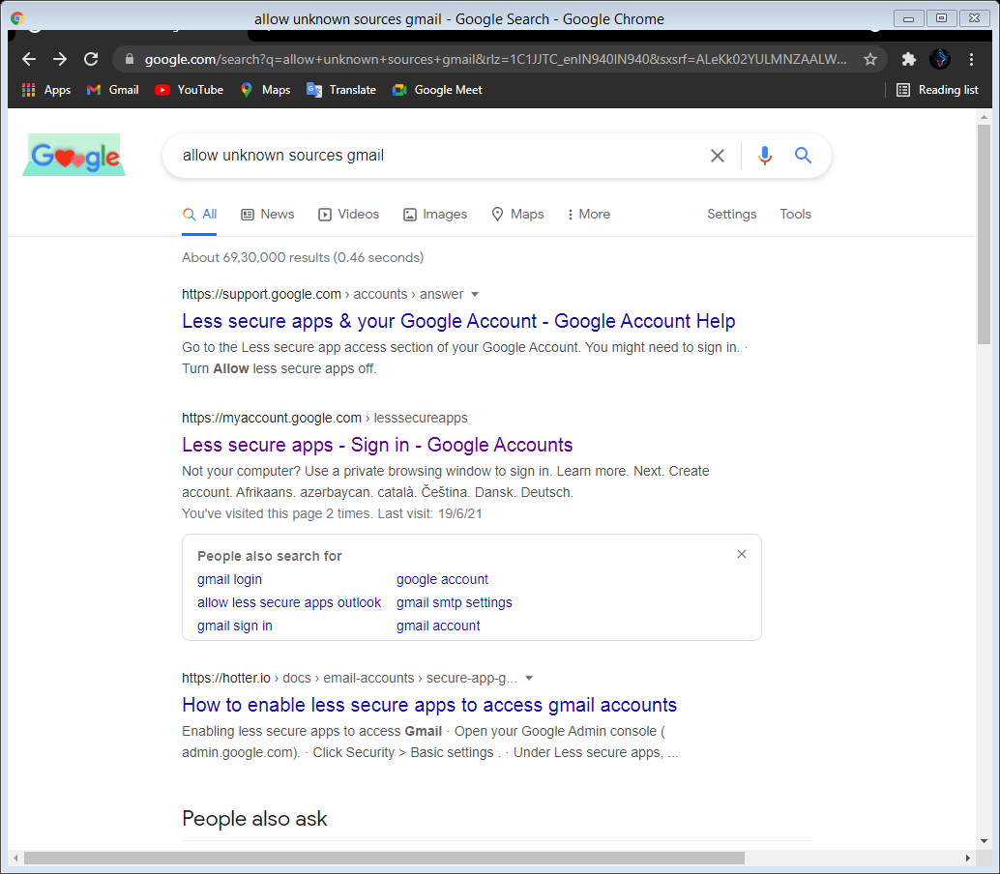 allow unknown sources gmail - Google Search - Google Chrome
google.com/search?q=allow+unknown+sources+gmail&rlz=1C1JJTC_enIN940IN940&sxsrf=ALeKk02YULMNZAALW...
Apps Gmail YouTube Maps Translate Google Meet Reading list
Google allow unknown sources gmail
All News Videos Images Maps More Settings Tools
About 69,30,000 results (0.46 seconds)
https://support.google.com › accounts › answer
Less secure apps & your Google Account - Google Account Help
Go to the Less secure app access section of your Google Account. You might need to sign in. ·
Turn Allow less secure apps off.
https://myaccount.google.com › lesssecureapps
Less secure apps - Sign in - Google Accounts
Not your computer? Use a private browsing window to sign in. Learn more. Next. Create
account. Afrikaans. azərbaycan. català. Čeština. Dansk. Deutsch.
You've visited this page 2 times. Last visit: 19/6/21
People also search for
gmail login google account
allow less secure apps outlook gmail smtp settings
gmail sign in gmail account
https://hotter.io › docs › email-accounts › secure-app-g...
How to enable less secure apps to access gmail accounts
Enabling less secure apps to access Gmail · Open your Google Admin console (
admin.google.com). · Click Security > Basic settings . · Under Less secure apps, ...
People also ask